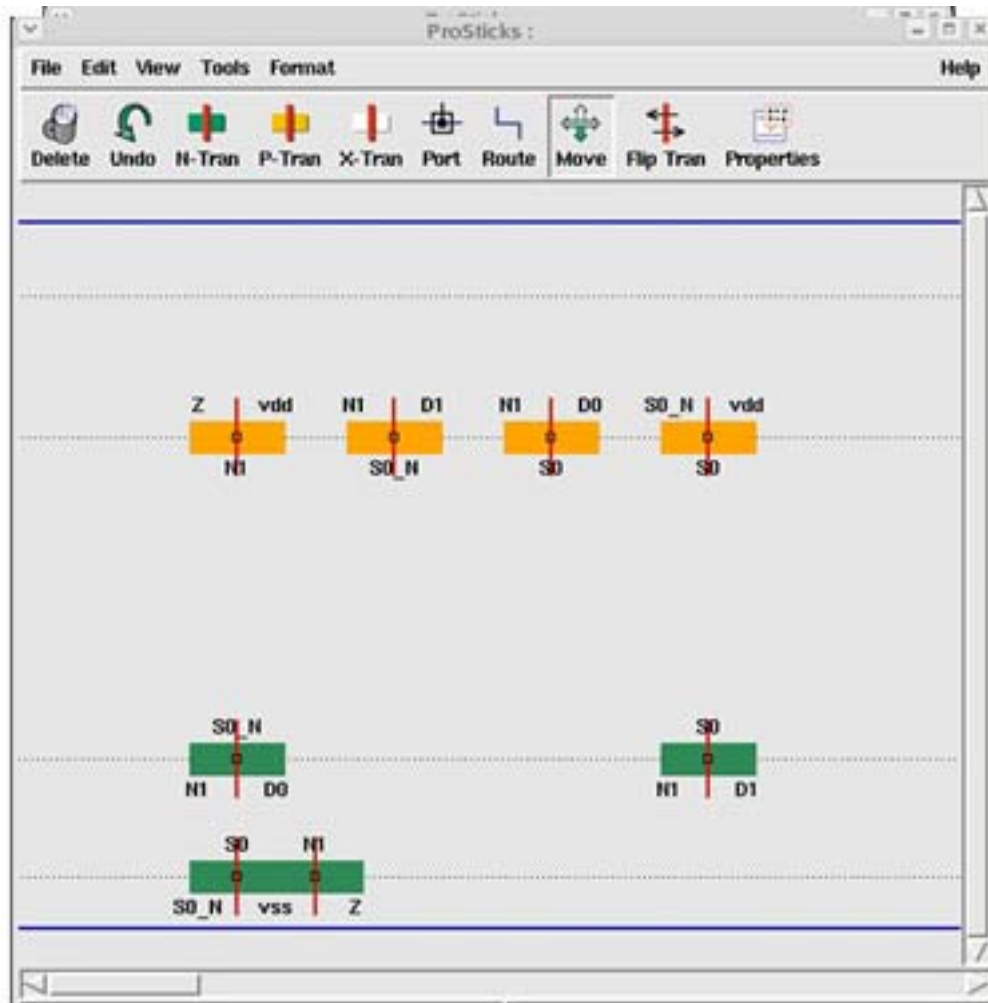 ProSticks :
File Edit View Tools Format Help
Delete Undo N-Tran P-Tran X-Tran Port Route Move Flip Tran Properties
Z vdd N1 D1 N1 D0 S0_N vdd
N1 S0_N S0 S0
S0_N S0
N1 D0 N1 D1
S0 N1
S0_N vss Z